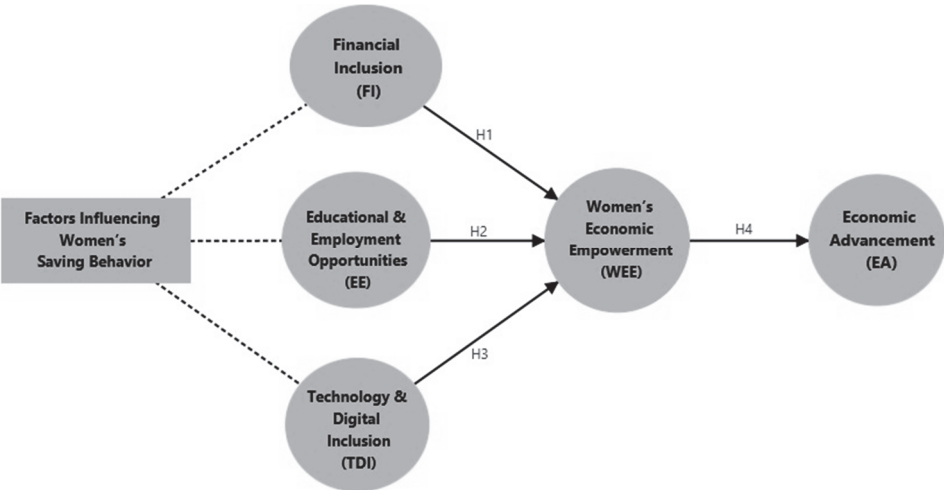 Financial
Inclusion
(FI)
H1
Factors Influencing
Women's
Saving Behavior
Educational &
Employment
Opportunities
(EE)
H2
Women's
Economic
Empowerment
(WEE)
H4
Economic
Advancement
(EA)
H3
Technology &
Digital
Inclusion
(TDI)